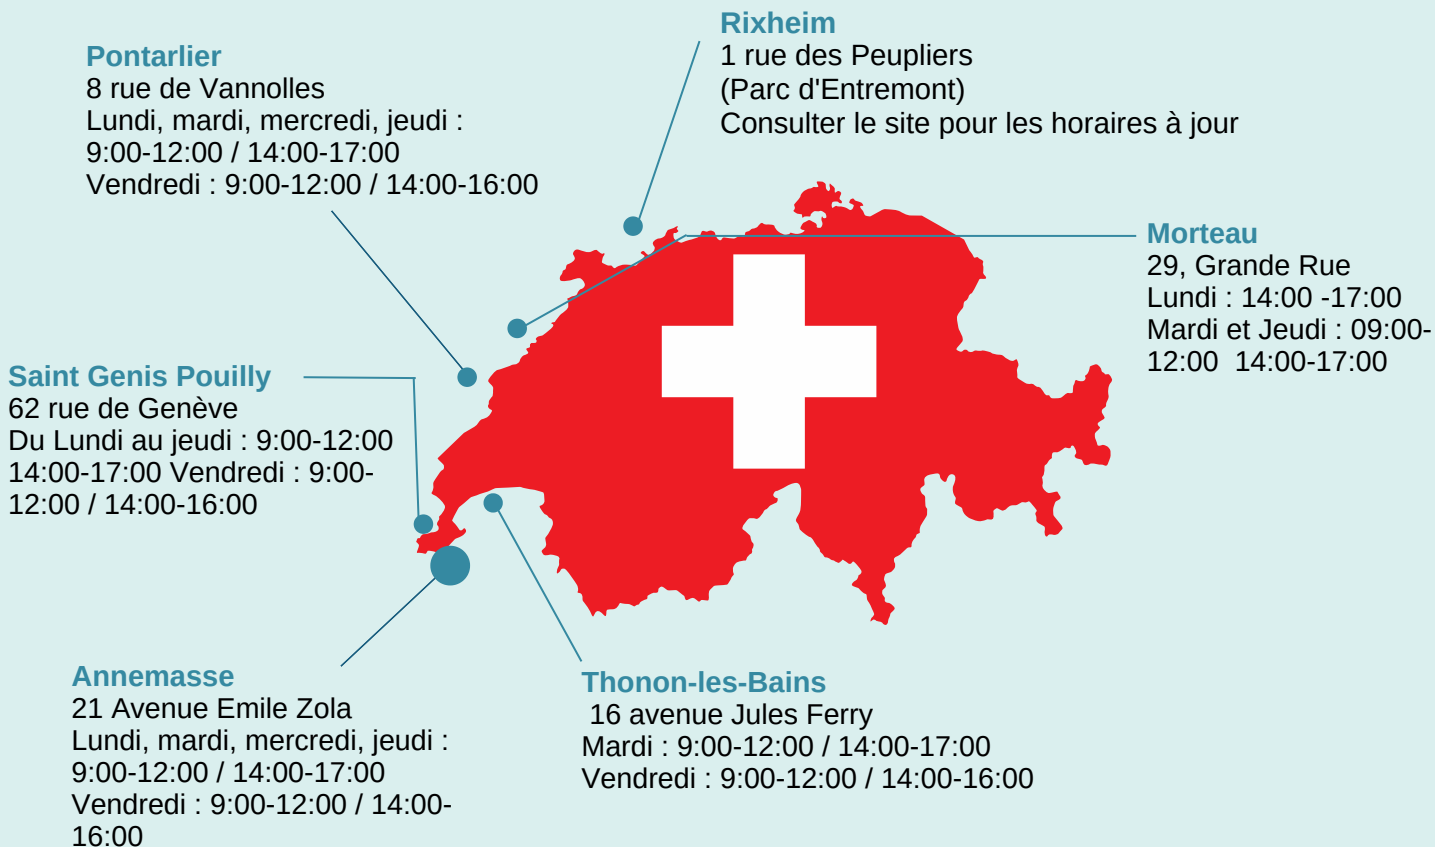 Rixheim
1 rue des Peupliers
(Parc d'Entremont)
Consulter le site pour les horaires à jour
Pontarlier
8 rue de Vannolles
Lundi, mardi, mercredi, jeudi :
9:00-12:00 / 14:00-17:00
Vendredi : 9:00-12:00 / 14:00-16:00
Morteau
29, Grande Rue
Lundi : 14:00 -17:00
Mardi et Jeudi : 09:00-
12:00  14:00-17:00
Saint Genis Pouilly
62 rue de Genève
Du Lundi au jeudi : 9:00-12:00
14:00-17:00 Vendredi : 9:00-
12:00 / 14:00-16:00
Annemasse
21 Avenue Emile Zola
Lundi, mardi, mercredi, jeudi :
9:00-12:00 / 14:00-17:00
Vendredi : 9:00-12:00 / 14:00-
16:00
Thonon-les-Bains
16 avenue Jules Ferry
Mardi : 9:00-12:00 / 14:00-17:00
Vendredi : 9:00-12:00 / 14:00-16:00